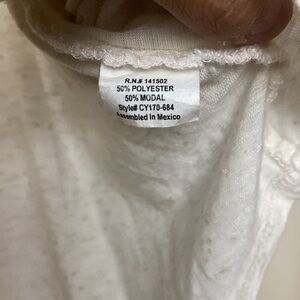 R.N.# 141502
50% POLYESTER
50% MODAL
Style# CY170-684
Assembled in Mexico